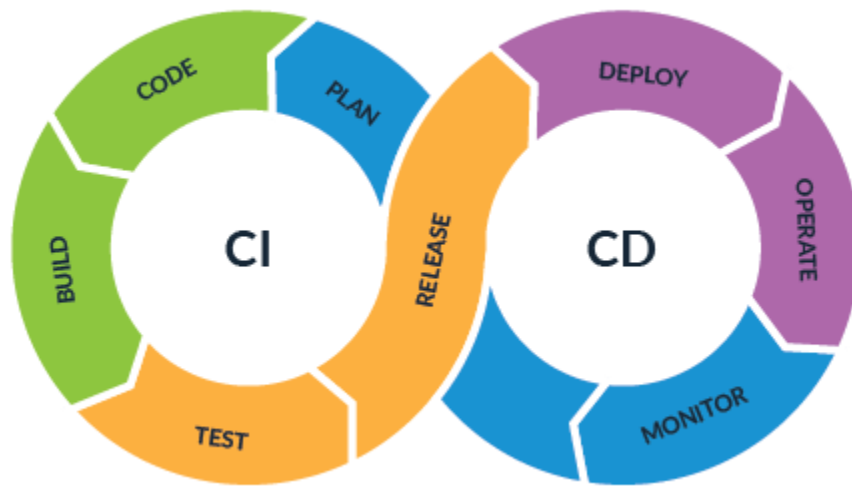 CODE
PLAN
DEPLOY
BUILD
CI
RELEASE
CD
OPERATE
TEST
MONITOR